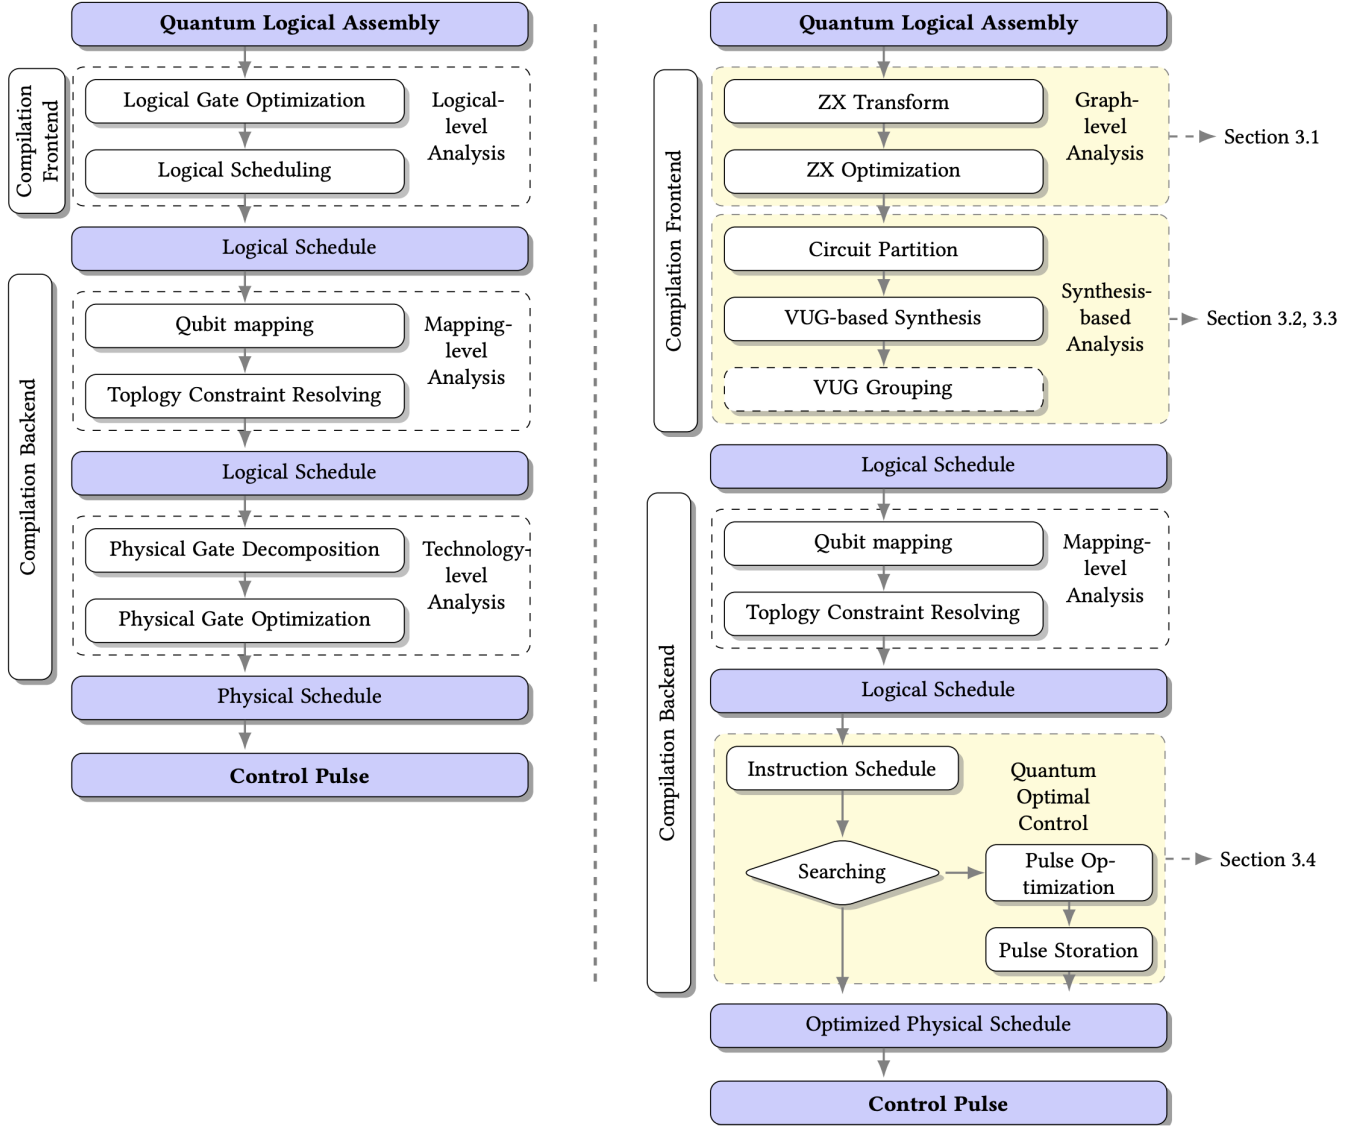 Quantum Logical Assembly
Compilation
Frontend
Logical Gate Optimization
Logical Scheduling
Logical-
level
Analysis
Logical Schedule
Compilation Backend
Qubit mapping
Toplogy Constraint Resolving
Mapping-
level
Analysis
Logical Schedule
Physical Gate Decomposition
Physical Gate Optimization
Technology-
level
Analysis
Physical Schedule
Control Pulse
Quantum Logical Assembly
Compilation Frontend
ZX Transform
ZX Optimization
Graph-
level
Analysis
Section 3.1
Circuit Partition
VUG-based Synthesis
VUG Grouping
Synthesis-
based
Analysis
Section 3.2, 3.3
Logical Schedule
Compilation Backend
Qubit mapping
Toplogy Constraint Resolving
Mapping-
level
Analysis
Logical Schedule
Instruction Schedule
Quantum
Optimal
Control
Searching
Pulse Op-
timization
Pulse Storation
Section 3.4
Optimized Physical Schedule
Control Pulse